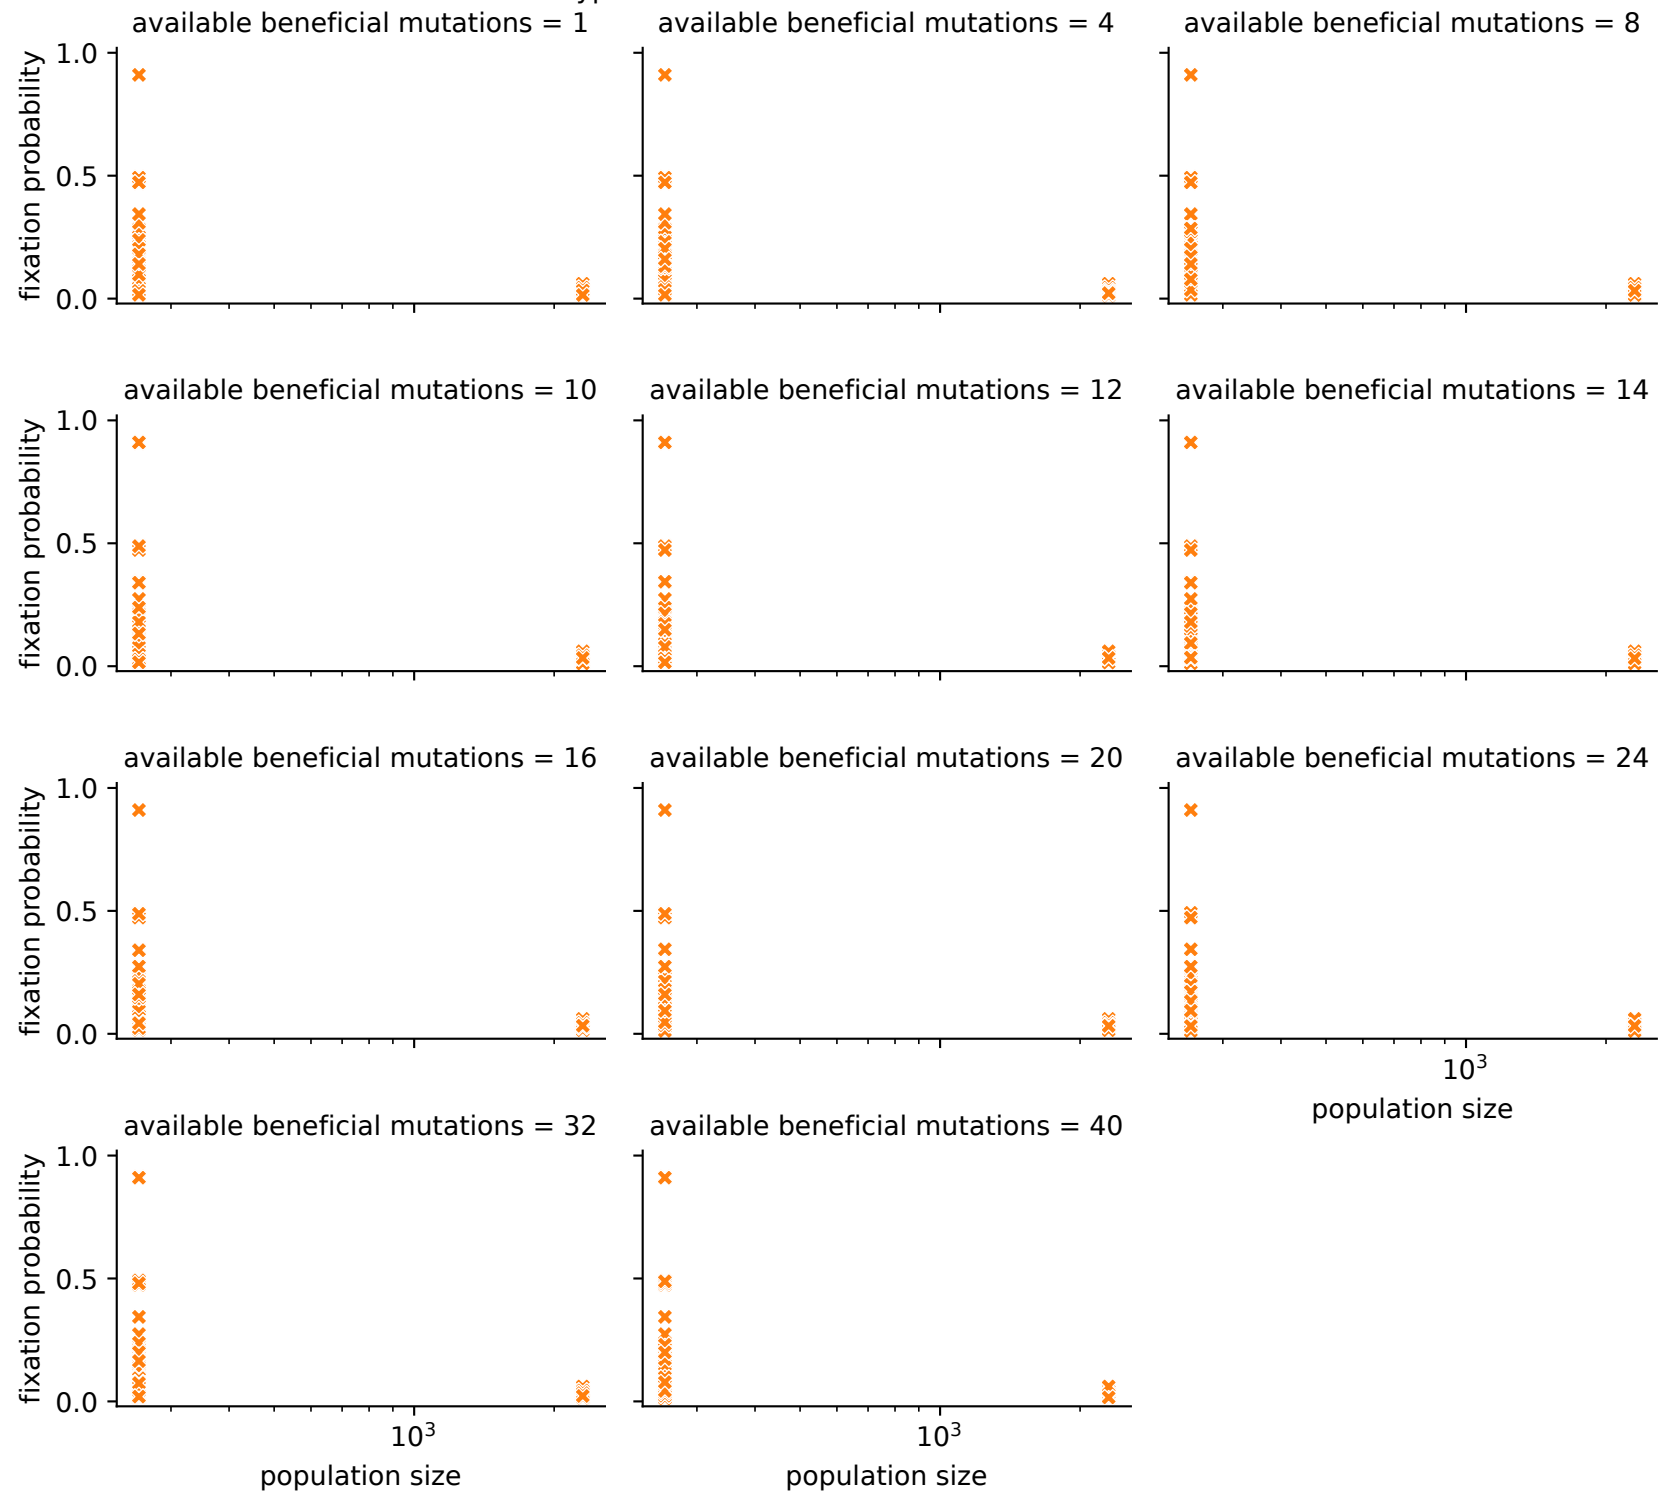 available beneficial mutations = 1
available beneficial mutations = 4
available beneficial mutations = 8
fixation probability
1.0
0.5
0.0
available beneficial mutations = 10
available beneficial mutations = 12
available beneficial mutations = 14
fixation probability
1.0
0.5
0.0
available beneficial mutations = 16
available beneficial mutations = 20
available beneficial mutations = 24
fixation probability
1.0
0.5
0.0
10³
population size
available beneficial mutations = 32
available beneficial mutations = 40
fixation probability
1.0
0.5
0.0
10³
10³
population size
population size